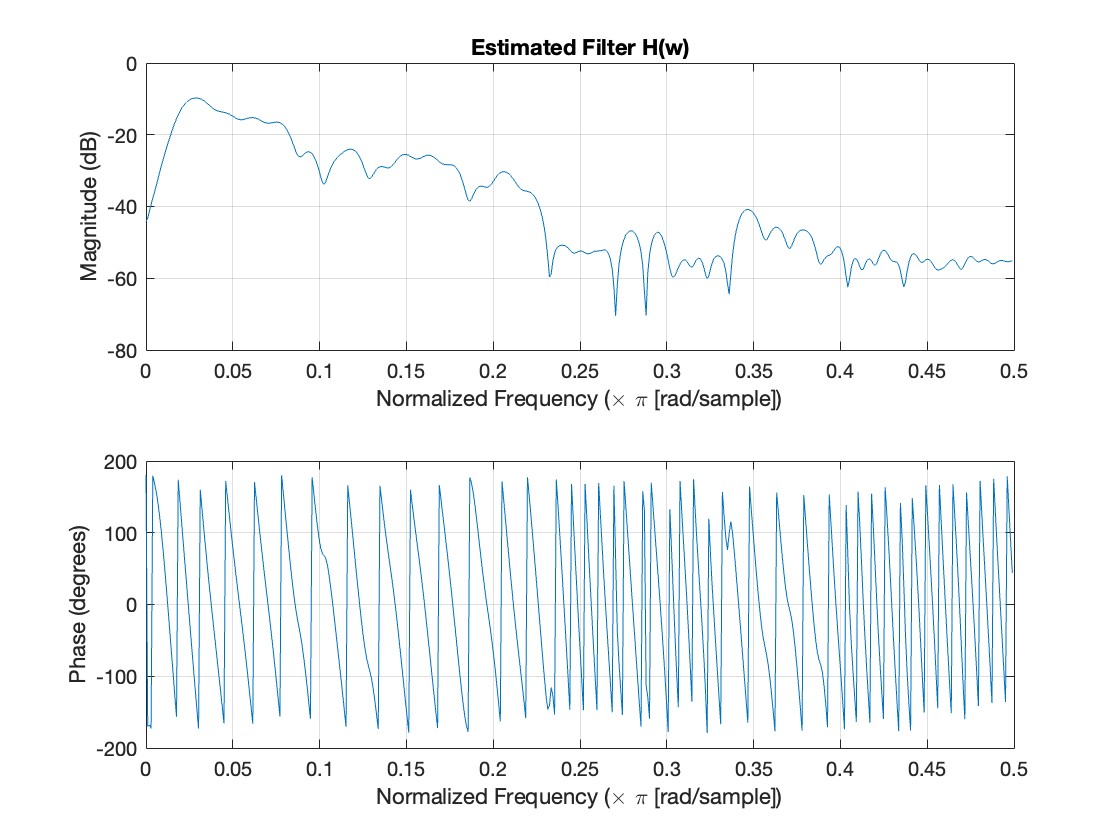 Estimated Filter H(w)
0
-20
-40
-60
-80
Magnitude (dB)
0 0.05 0.1 0.15 0.2 0.25 0.3 0.35 0.4 0.45 0.5
Normalized Frequency (× π [rad/sample])
200
100
0
-100
-200
Phase (degrees)
0 0.05 0.1 0.15 0.2 0.25 0.3 0.35 0.4 0.45 0.5
Normalized Frequency (× π [rad/sample])